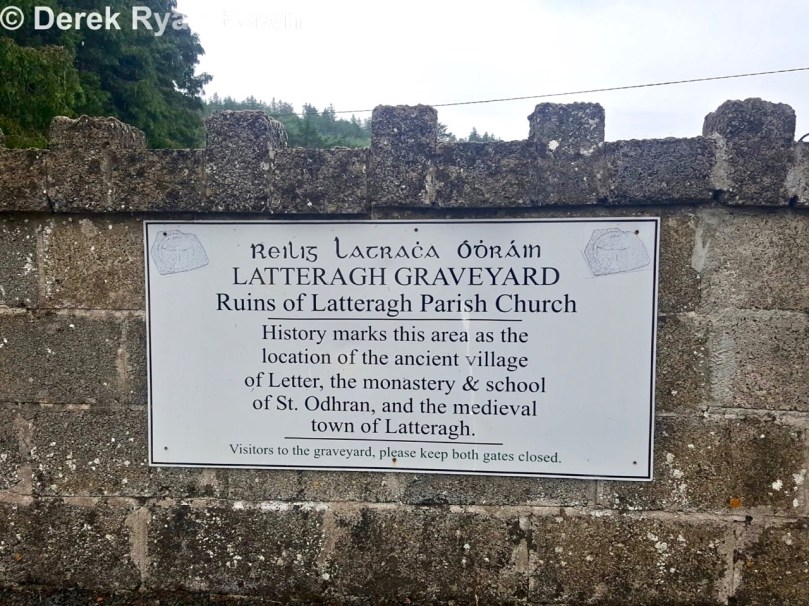 © Derek Rya
Reilig Latraċa Óḋráin
LATTERAGH GRAVEYARD
Ruins of Latteragh Parish Church
History marks this area as the
location of the ancient village
of Letter, the monastery & school
of St. Odhran, and the medieval
town of Latteragh.
Visitors to the graveyard, please keep both gates closed.